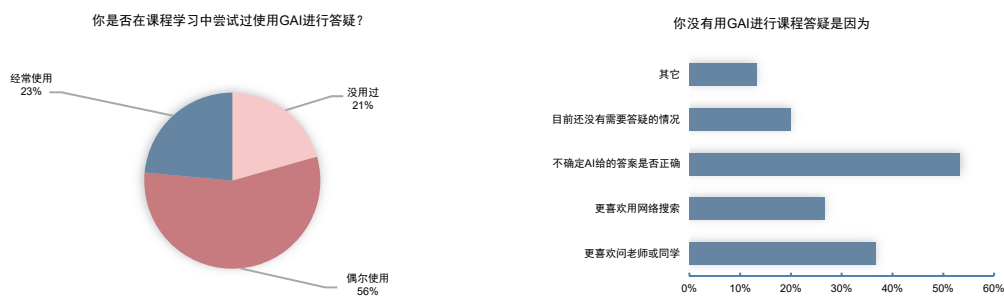 你是否在课程学习中尝试过使用GAI进行答疑？
经常使用
23%
没用过
21%
偶尔使用
56%
你没有用GAI进行课程答疑是因为
其它
目前还没有需要答疑的情况
不确定AI给的答案是否正确
更喜欢用网络搜索
更喜欢问老师或同学
0% 10% 20% 30% 40% 50% 60%